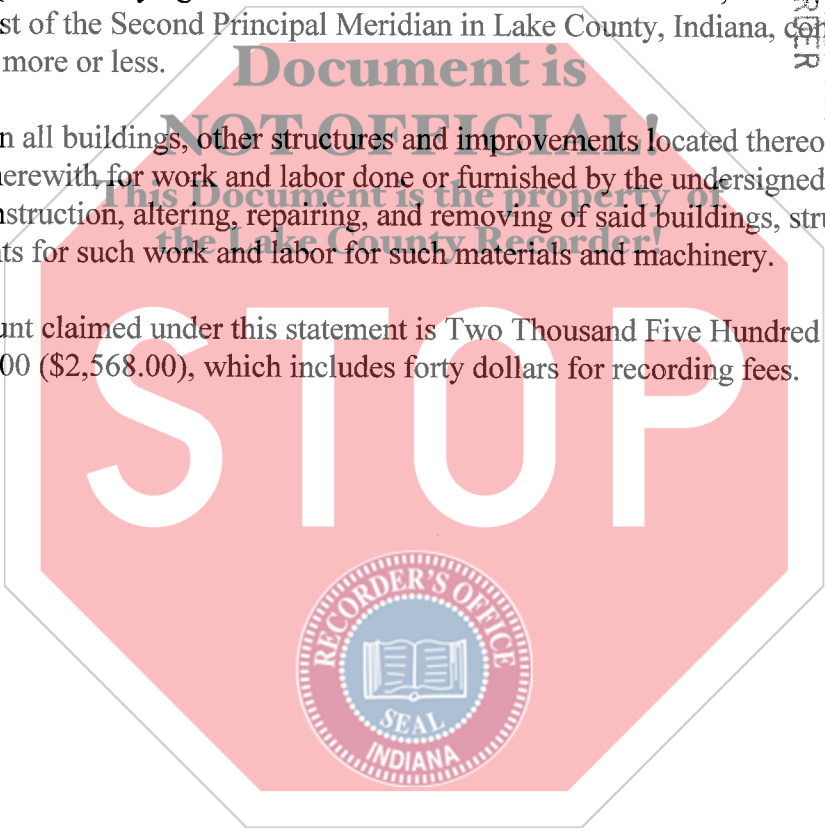 st of the Second Principal Meridian in Lake County, Indiana, con
RDER
more or less.
Document is
n all buildings, other structures and improvements located thereo
NOT OFFICIAL!
herewith for work and labor done or furnished by the undersigned
This Document is the property of
nstruction, altering, repairing, and removing of said buildings, stru
the Lake County Recorder!
ts for such work and labor for such materials and machinery.
unt claimed under this statement is Two Thousand Five Hundred
00 ($2,568.00), which includes forty dollars for recording fees.
STOP
RECORDER'S OFFICE
SEAL
INDIANA